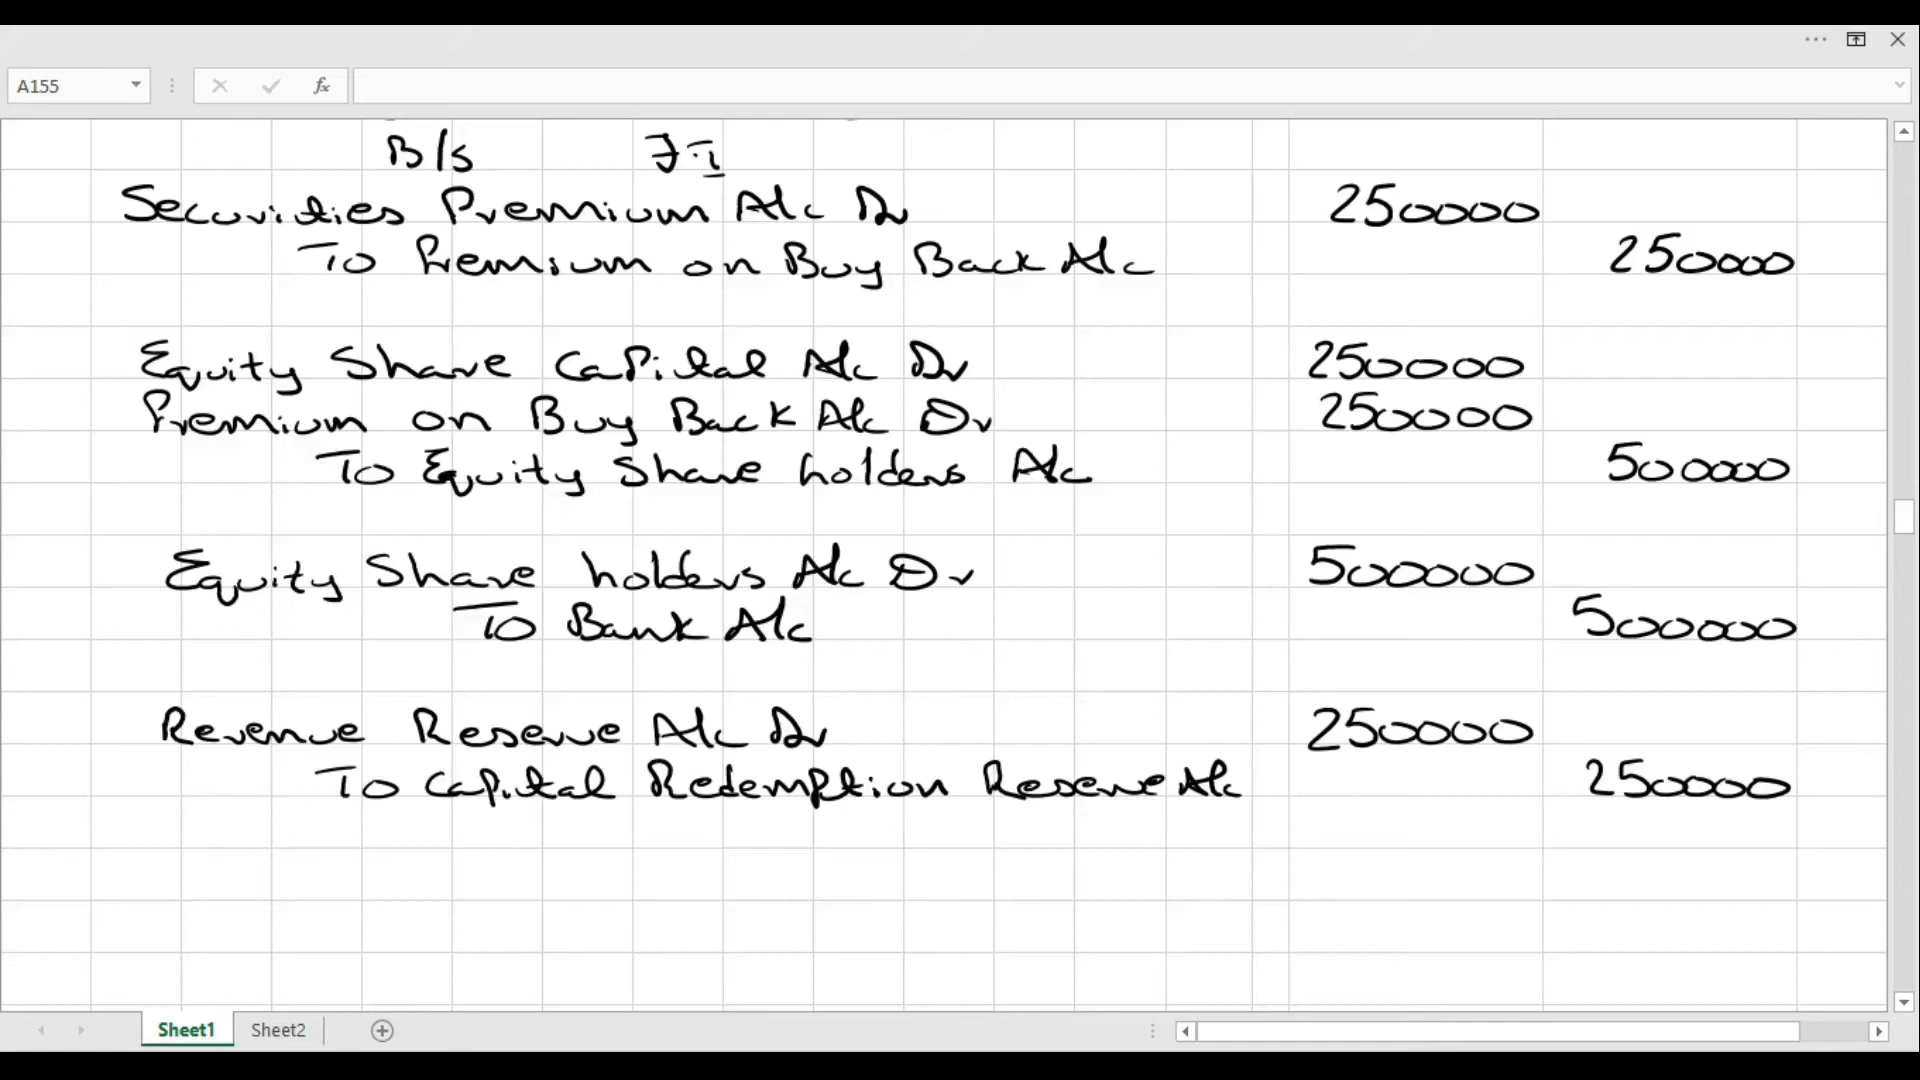 A155
fx
B/s J.I
Securities Premium A/c Dr 250000
To Premium on Buy Back A/c 250000
Equity Share Capital A/c Dr 250000
Premium on Buy Back A/c Dr 250000
To Equity Share holders A/c 500000
Equity Share holders A/c Dr 500000
To Bank A/c 500000
Revenue Reserve A/c Dr 250000
To Capital Redemption Reserve A/c 250000
Sheet1 Sheet2